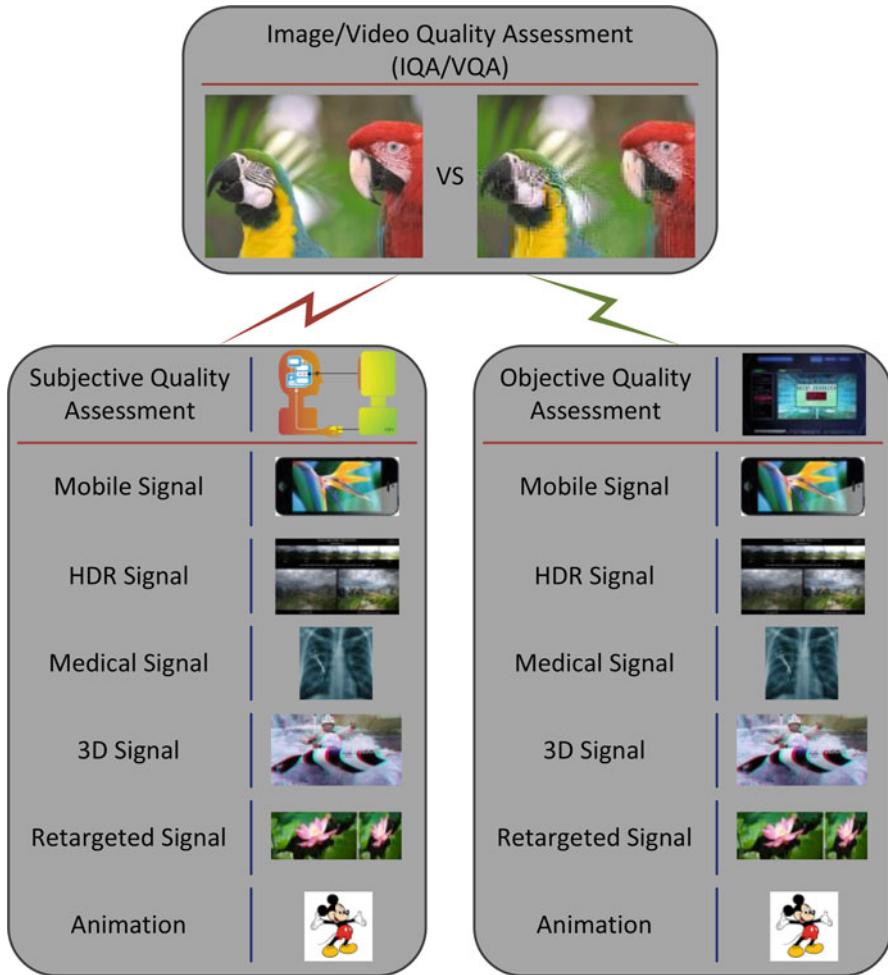 Image/Video Quality Assessment
(IQA/VQA)
VS
Subjective Quality
Assessment
Mobile Signal
HDR Signal
Medical Signal
3D Signal
Retargeted Signal
Animation
Objective Quality
Assessment
Mobile Signal
HDR Signal
Medical Signal
3D Signal
Retargeted Signal
Animation